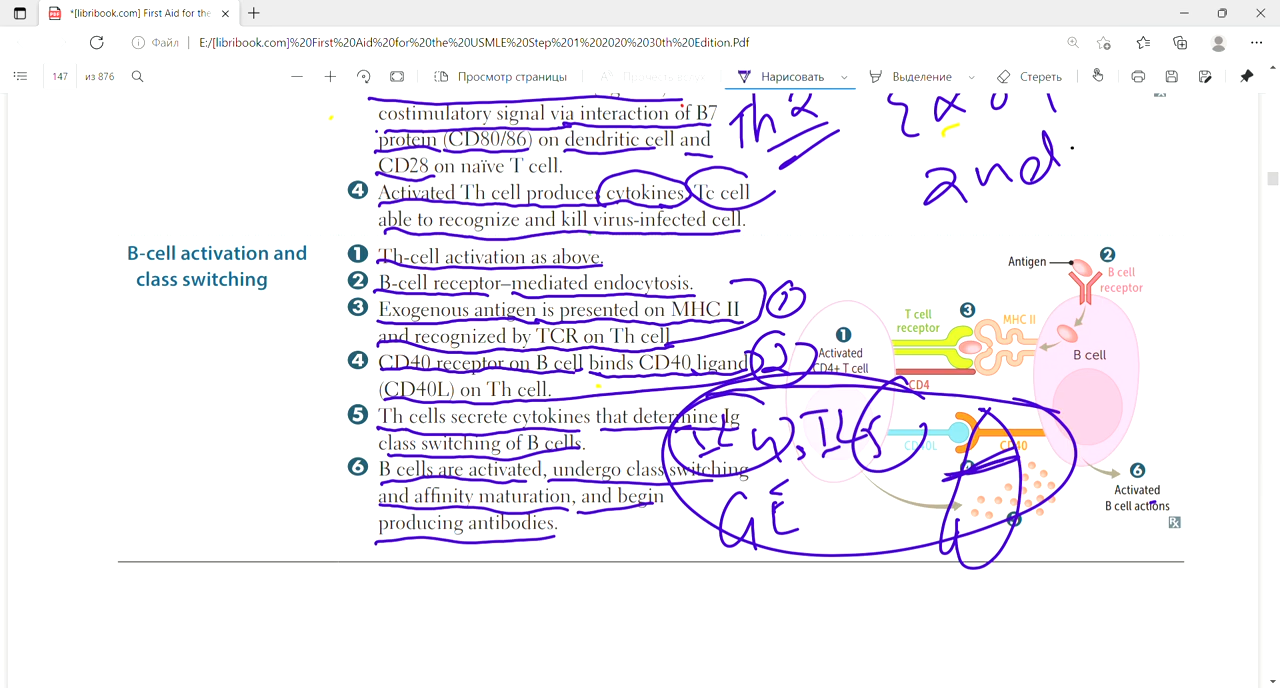 *[libribook.com] First Aid for the
Файл
E:/[libribook.com]%20First%20Aid%20for%20the%20USMLE%20Step%201%202020%2030th%20Edition.Pdf
147 из 876
Просмотр страницы
Прочесть вслух
Нарисовать
Выделение
Стереть
costimulatory signal via interaction of B7
protein (CD80/86) on dendritic cell and
CD28 on naïve T cell.
4 Activated Th cell produces cytokines. Tc cell
able to recognize and kill virus-infected cell.
Th2
2nd.
B-cell activation and
class switching
1 Th-cell activation as above.
2 B-cell receptor–mediated endocytosis.
3 Exogenous antigen is presented on MHC II
and recognized by TCR on Th cell.
4 CD40 receptor on B cell binds CD40 ligand
(CD40L) on Th cell.
5 Th cells secrete cytokines that determine Ig
class switching of B cells.
6 B cells are activated, undergo class switching
and affinity maturation, and begin
producing antibodies.
1
2
IL4, IL5
G E
Antigen
2
B cell
receptor
T cell
receptor
3
MHC II
1
Activated
CD4+ T cell
B cell
CD4
CD40L
CD40
5
6
Activated
B cell actions
Rx